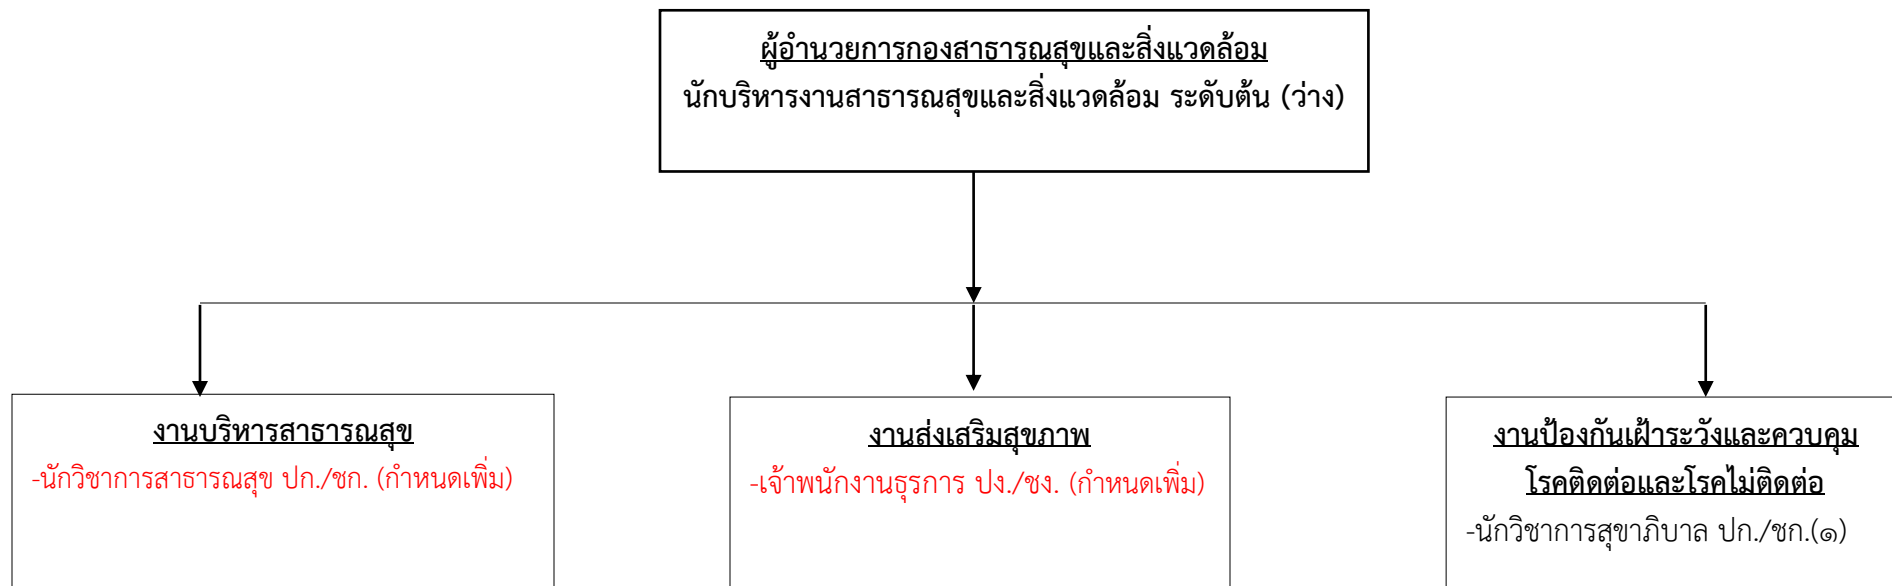 ผู้อำนวยการกองสาธารณสุขและสิ่งแวดล้อม
นักบริหารงานสาธารณสุขและสิ่งแวดล้อม ระดับต้น (ว่าง)
งานบริหารสาธารณสุข
-นักวิชาการสาธารณสุข ปก./ชก. (กำหนดเพิ่ม)
งานส่งเสริมสุขภาพ
-เจ้าพนักงานธุรการ ปง./ชง. (กำหนดเพิ่ม)
งานป้องกันเฝ้าระวังและควบคุม
โรคติดต่อและโรคไม่ติดต่อ
-นักวิชาการสุขาภิบาล ปก./ชก.(๑)